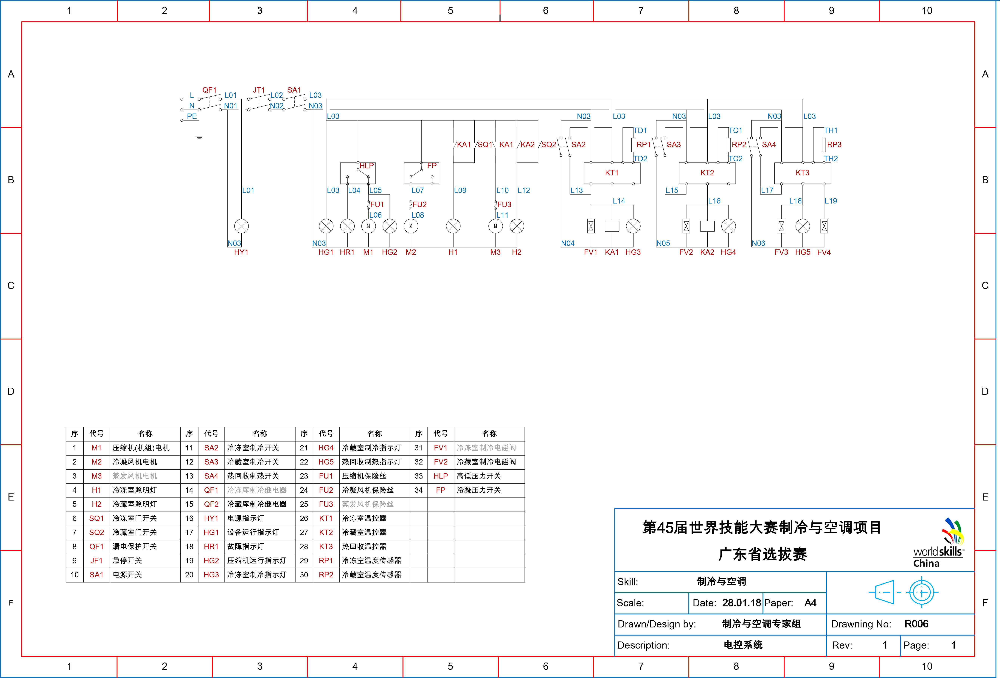 1 2 3 4 5 6 7 8 9 10
A A
QF1 JT1 SA1
L L01 L02 L03
N N01 N02 N03
PE L03 N03 L03 N03 L03 N03 L03
TD1 TC1 TH1
KA1 SQ1 KA1 KA2 SQ2 SA2 RP1 SA3 RP2 SA4 RP3
TD2 TC2 TH2
HLP FP
KT1 KT2 KT3
B B
L01 L03 L04 L05 L07 L09 L10 L12 L13 L15 L17
L14 L16 L18 L19
FU1 FU2 FU3
L06 L08 L11
M M M
N03 N03 N04 N05 N06
HY1 HG1 HR1 M1 HG2 M2 H1 M3 H2 FV1 KA1 HG3 FV2 KA2 HG4 FV3 HG5 FV4
C C
D D
序 代号 名称 序 代号 名称 序 代号 名称 序 代号 名称
1 M1 压缩机(机组)电机 11 SA2 冷冻室制冷开关 21 HG4 冷藏室制冷指示灯 31 FV1 冷冻室制冷电磁阀
2 M2 冷凝风机电机 12 SA3 冷藏室制冷开关 22 HG5 热回收制热指示灯 32 FV2 冷藏室制冷电磁阀
3 M3 蒸发风机电机 13 SA4 热回收制热开关 23 FU1 压缩机保险丝 33 HLP 高低压力开关
4 H1 冷冻室照明灯 14 QF1 冷冻库制冷继电器 24 FU2 冷凝风机保险丝 34 FP 冷凝压力开关
5 H2 冷藏室照明灯 15 QF2 冷藏库制冷继电器 25 FU3 蒸发风机保险丝
6 SQ1 冷冻室门开关 16 HY1 电源指示灯 26 KT1 冷冻室温控器
7 SQ2 冷藏室门开关 17 HG1 设备运行指示灯 27 KT2 冷藏室温控器
8 QF1 漏电保护开关 18 HR1 故障指示灯 28 KT3 热回收温控器
9 JF1 急停开关 19 HG2 压缩机运行指示灯 29 RP1 冷冻室温度传感器
10 SA1 电源开关 20 HG3 冷冻室制冷指示灯 30 RP2 冷藏室温度传感器
E E
第45届世界技能大赛制冷与空调项目
广东省选拔赛
worldskills™
China
Skill: 制冷与空调
Scale: Date: 28.01.18 Paper: A4
F F
Drawn/Design by: 制冷与空调专家组 Drawing No: R006
Description: 电控系统 Rev: 1 Page: 1
1 2 3 4 5 6 7 8 9 10